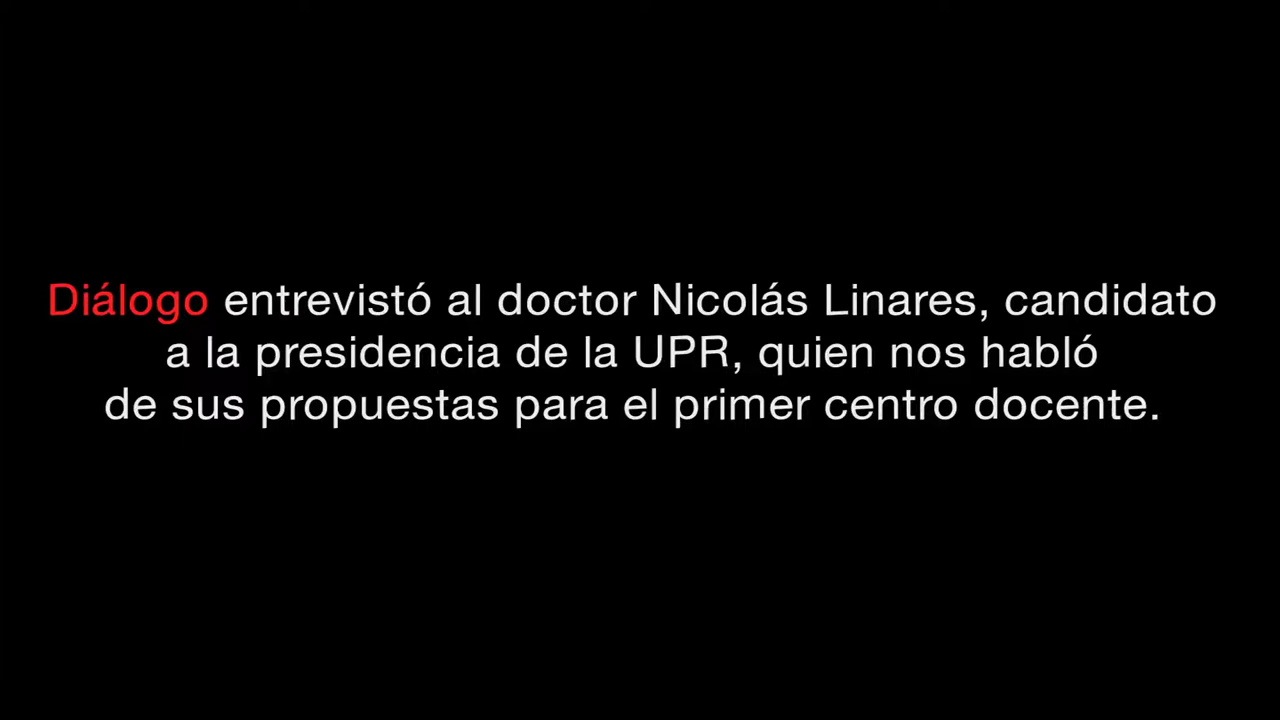 Diálogo entrevistó al doctor Nicolás Linares, candidato
a la presidencia de la UPR, quien nos habló
de sus propuestas para el primer centro docente.